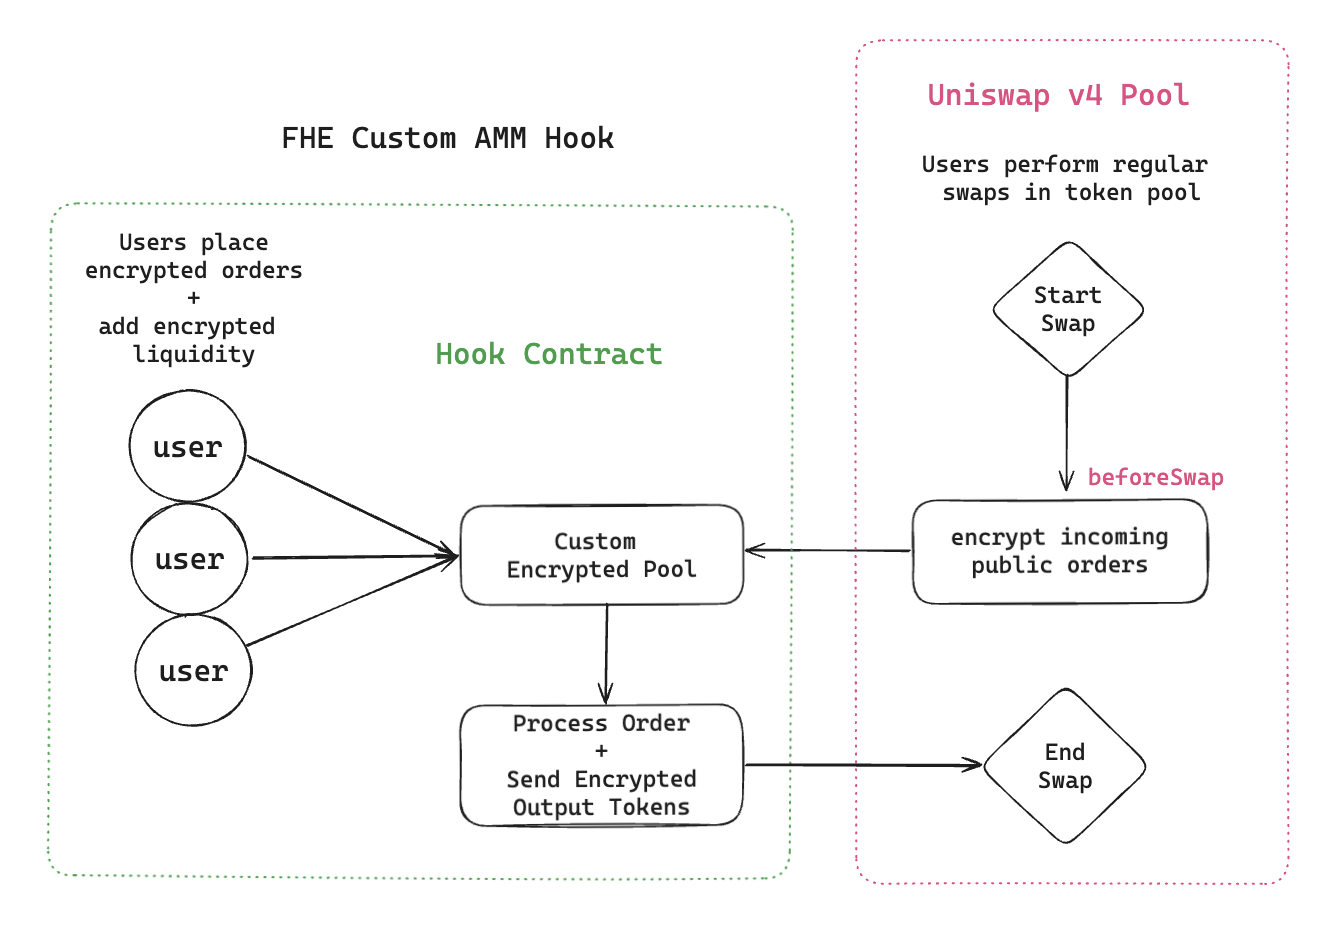 FHE Custom AMM Hook
Users place
encrypted orders
+
add encrypted
liquidity
Hook Contract
user
user
user
Custom
Encrypted Pool
Process Order
+
Send Encrypted
Output Tokens
Uniswap v4 Pool
Users perform regular
swaps in token pool
Start
Swap
beforeSwap
encrypt incoming
public orders
End
Swap